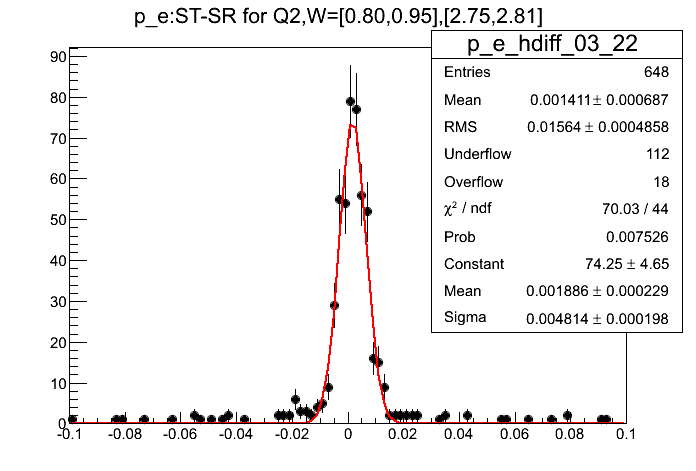 p_e:ST-SR for Q2,W=[0.80,0.95],[2.75,2.81]
p_e_hdiff_03_22
Entries 648
Mean 0.001411 ± 0.000687
RMS 0.01564 ± 0.0004858
Underflow 112
Overflow 18
χ² / ndf 70.03 / 44
Prob 0.007526
Constant 74.25 ± 4.65
Mean 0.001886 ± 0.000229
Sigma 0.004814 ± 0.000198
90
80
70
60
50
40
30
20
10
0
-0.1 -0.08 -0.06 -0.04 -0.02 0 0.02 0.04 0.06 0.08 0.1